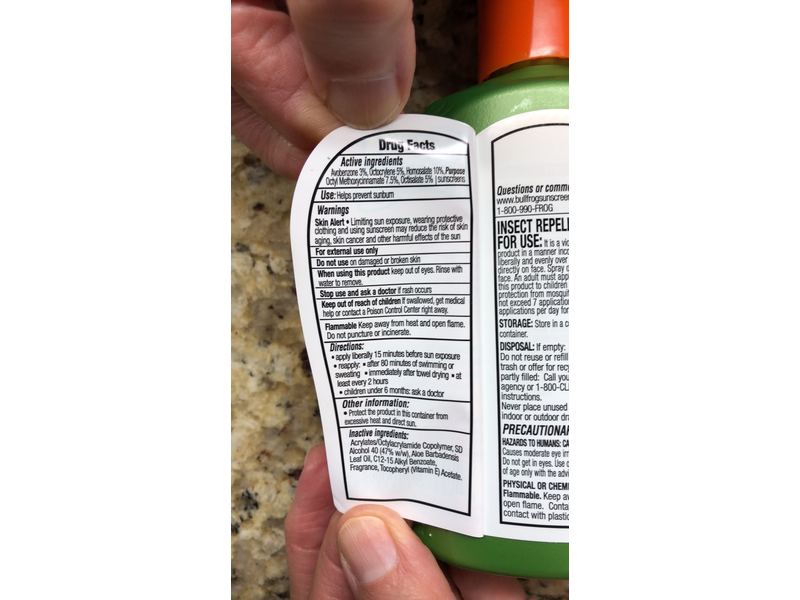 Drug Facts
Active ingredients
Avobenzone 3%, Octocrylene 5%, Homosalate 10%, Purpose
Octyl Methoxycinnamate 7.5%, Octisalate 5% | sunscreens
Use: Helps prevent sunburn
Warnings
Skin Alert • Limiting sun exposure, wearing protective
clothing and using sunscreen may reduce the risk of skin
aging, skin cancer and other harmful effects of the sun
For external use only
Do not use on damaged or broken skin
When using this product keep out of eyes. Rinse with
water to remove.
Stop use and ask a doctor if rash occurs
Keep out of reach of children If swallowed, get medical
help or contact a Poison Control Center right away.
Flammable Keep away from heat and open flame.
Do not puncture or incinerate.
Directions:
• apply liberally 15 minutes before sun exposure
• reapply: • after 80 minutes of swimming or
sweating • immediately after towel drying • at
least every 2 hours
• children under 6 months: ask a doctor
Other information:
• Protect the product in this container from
excessive heat and direct sun.
Inactive ingredients:
Acrylates/Octylacrylamide Copolymer, SD
Alcohol 40 (47% w/w), Aloe Barbadensis
Leaf Oil, C12-15 Alkyl Benzoate,
Fragrance, Tocopheryl (Vitamin E) Acetate.
Questions or comme
www.bullfrogsunscreen
1-800-990-FROG
INSECT REPELL
FOR USE: It is a vio
product in a manner inco
liberally and evenly over
directly on face. Spray o
face. An adult must app
this product to children
protection from mosquit
not exceed 7 applicatio
applications per day for
STORAGE: Store in a c
container.
DISPOSAL: If empty:
Do not reuse or refill
trash or offer for recy
partly filled: Call you
agency or 1-800-CL
instructions.
Never place unused
indoor or outdoor dra
PRECAUTIONAR
HAZARDS TO HUMANS: CA
Causes moderate eye irri
Do not get in eyes. Use o
of age only with the advi
PHYSICAL OR CHEMI
Flammable. Keep aw
open flame. Conta
contact with plastic